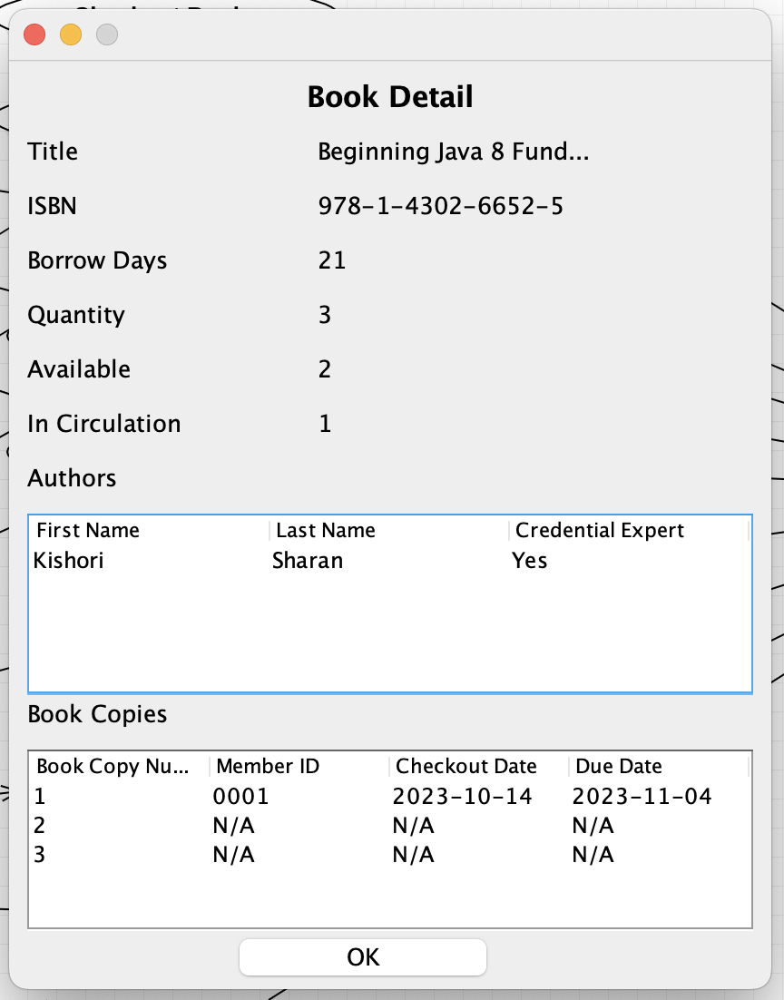 Book Detail
Title Beginning Java 8 Fund...
ISBN 978-1-4302-6652-5
Borrow Days 21
Quantity 3
Available 2
In Circulation 1
Authors
First Name Last Name Credential Expert
Kishori Sharan Yes
Book Copies
Book Copy Nu... Member ID Checkout Date Due Date
1 0001 2023-10-14 2023-11-04
2 N/A N/A N/A
3 N/A N/A N/A
OK